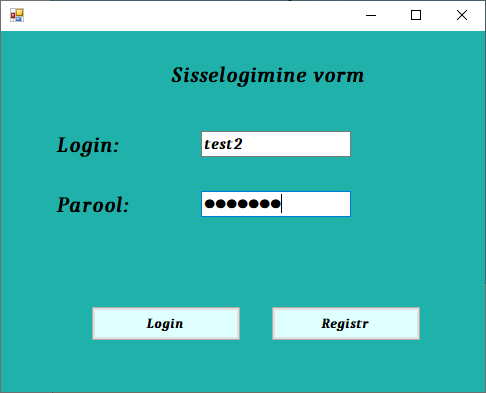 Sisselogimine vorm
Login: test2
Parool: ●●●●●●●
Login Registr